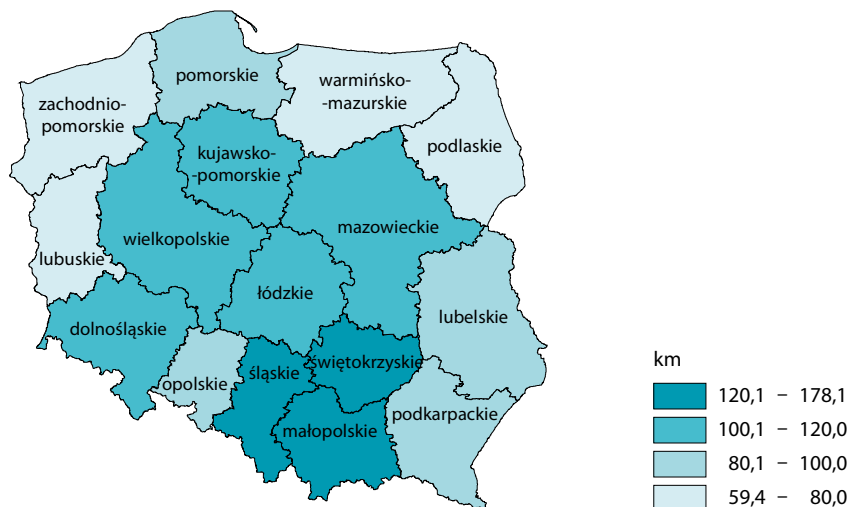 pomorskie
warmińsko-
-mazurskie
zachodnio-
pomorskie
podlaskie
kujawsko-
-pomorskie
mazowieckie
wielkopolskie
lubuskie
łódzkie
lubelskie
dolnośląskie
świętokrzyskie
śląskie
opolskie
podkarpackie
małopolskie
km
120,1 – 178,1
100,1 – 120,0
80,1 – 100,0
59,4 – 80,0